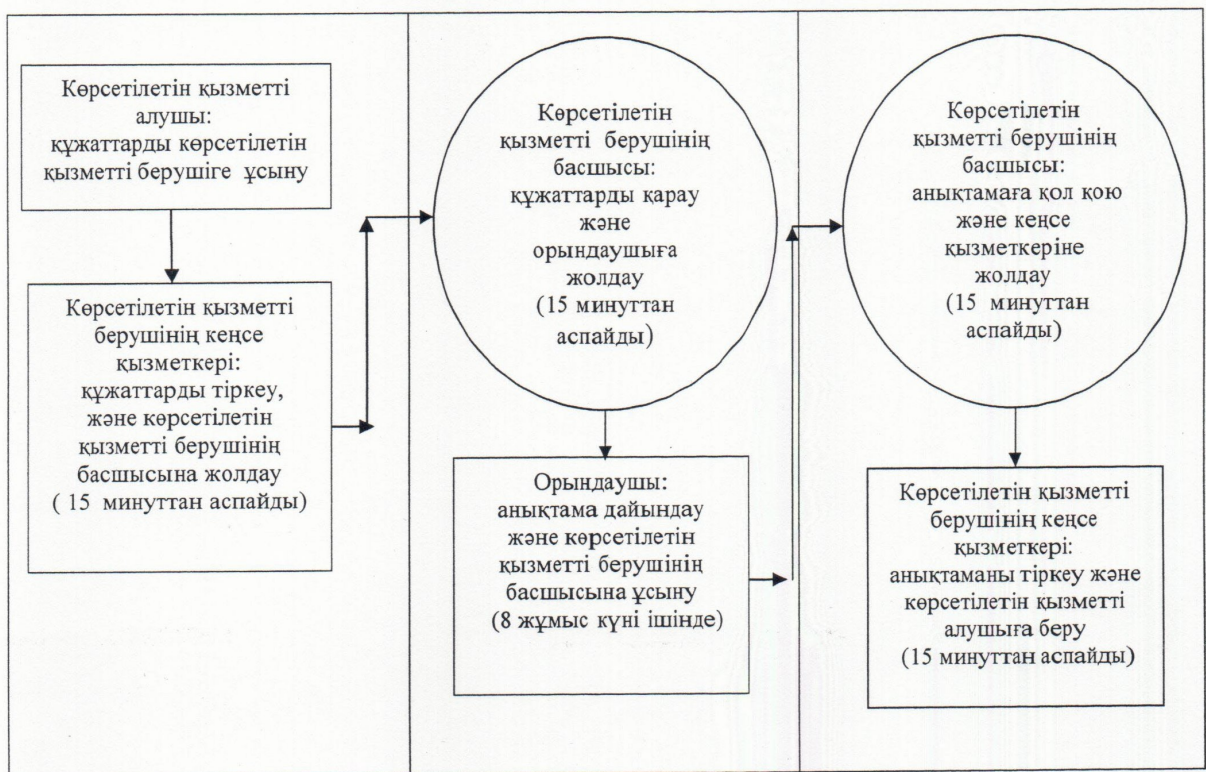 Көрсетілетін қызметті
алушы:
құжаттарды көрсетілетін
қызметті берушіге ұсыну
Көрсетілетін қызметті
берушінің кеңсе
қызметкері:
құжаттарды тіркеу,
және көрсетілетін
қызметті берушінің
басшысына жолдау
( 15 минуттан аспайды)
Көрсетілетін
қызметті берушінің
басшысы:
құжаттарды қарау
және
орындаушыға
жолдау
(15 минуттан
аспайды)
Орындаушы:
анықтама дайындау
және көрсетілетін
қызметті берушінің
басшысына ұсыну
(8 жұмыс күні ішінде)
Көрсетілетін
қызметті берушінің
басшысы:
анықтамаға қол қою
және кеңсе
қызметкеріне
жолдау
(15 минуттан
аспайды)
Көрсетілетін қызметті
берушінің кеңсе
қызметкері:
анықтаманы тіркеу және
көрсетілетін қызметті
алушыға беру
(15 минуттан аспайды)